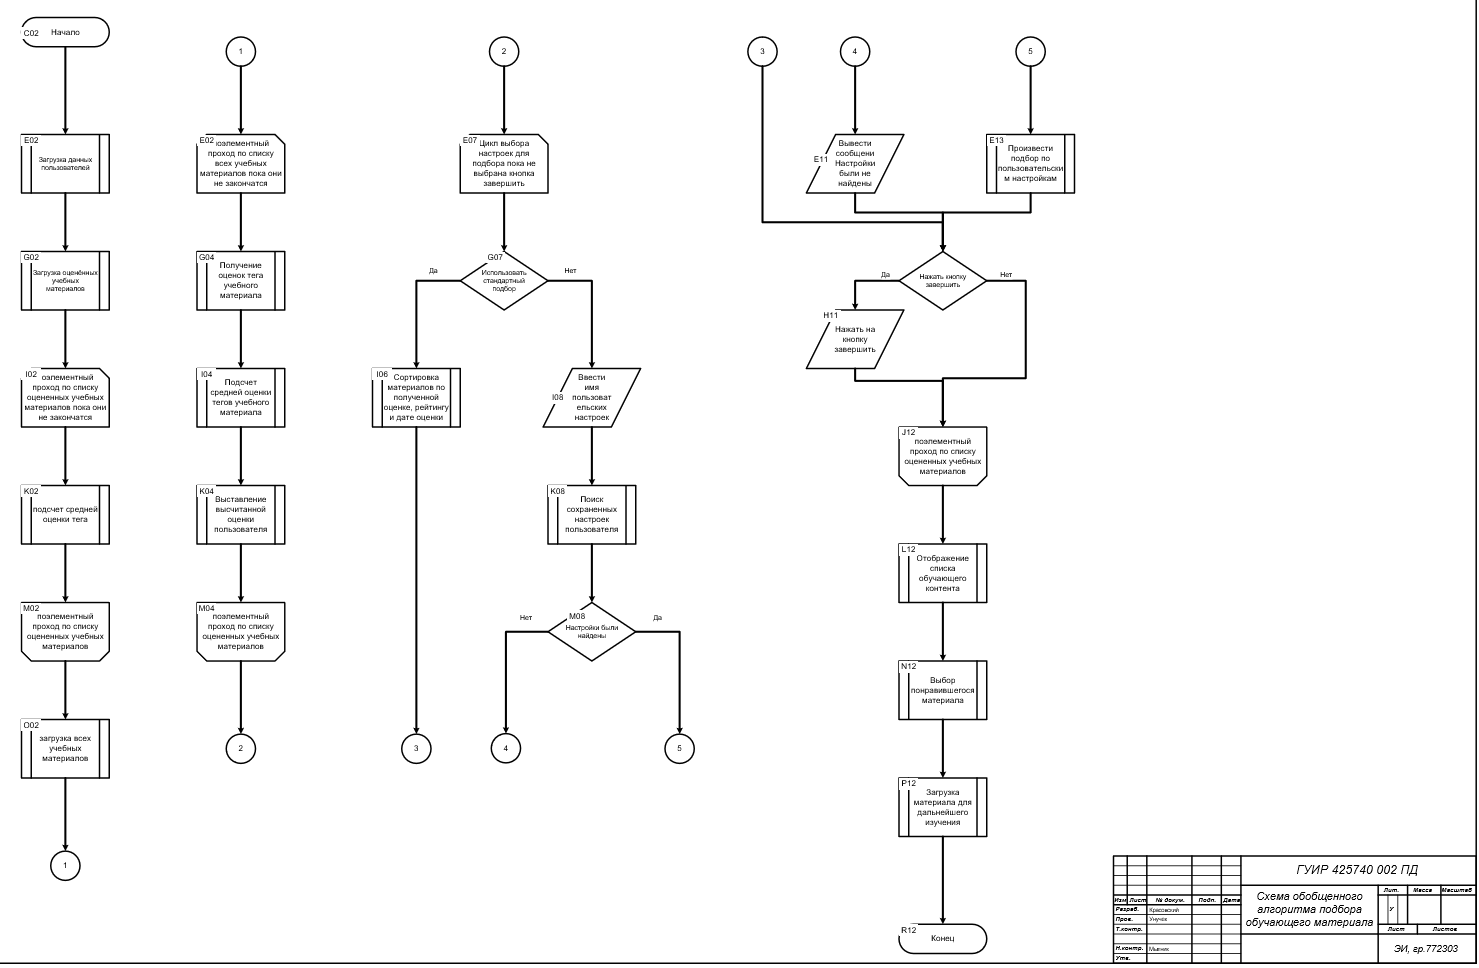 C02
Начало
E02
Загрузка данных
пользователей
G02
Загрузка оценённых
учебных
материалов
I02
оэлементный
проход по списку
оцененных учебных
материалов пока они
не закончатся
K02
подсчет средней
оценки тега
M02
поэлементный
проход по списку
оцененных учебных
материалов
O02
загрузка всех
учебных
материалов
1
1
E02
оэлементный
проход по списку
всех учебных
материалов пока они
не закончатся
G04
Получение
оценок тега
учебного
материала
I04
Подсчет
средней оценки
тегов учебного
материала
K04
Выставление
высчитанной
оценки
пользователя
M04
поэлементный
проход по списку
оцененных учебных
материалов
2
2
E07
Цикл выбора
настроек для
подбора пока не
выбрана кнопка
завершить
G07
Использовать
стандартный
подбор
Да
Нет
I06
Сортировка
материалов по
полученной
оценке, рейтингу
и дате оценки
I08
Ввести
имя
пользоват
ельских
настроек
K08
Поиск
сохраненных
настроек
пользователя
M08
Настройки были
найдены
Нет
Да
3
4
5
3
4
5
E11
Вывести
сообщени
Настройки
были не
найдены
E13
Произвести
подбор по
пользовательски
м настройкам
Нажать кнопку
завершить
Да
Нет
H11
Нажать на
кнопку
завершить
J12
поэлементный
проход по списку
оцененных учебных
материалов
L12
Отображение
списка
обучающего
контента
N12
Выбор
понравившегося
материала
P12
Загрузка
материала для
дальнейшего
изучения
R12
Конец
ГУИР 425740 002 ПД
Изм Лист № докум. Подп. Дата
Разраб. Красовский
Пров. Унучек
Т.контр.
Н.контр.
Утв.
Схема обобщенного
алгоритма подбора
обучающего материала
Лит. Масса Масштаб
У
Лист Листов
ЭИ, гр.772303